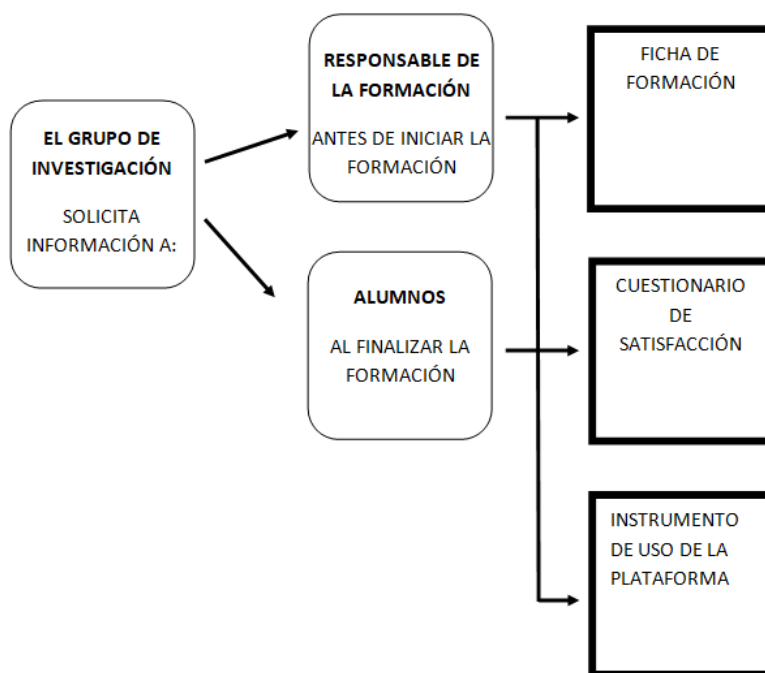 EL GRUPO DE
INVESTIGACIÓN
SOLICITA
INFORMACIÓN A:
RESPONSABLE DE
LA FORMACIÓN
ANTES DE INICIAR LA
FORMACIÓN
ALUMNOS
AL FINALIZAR LA
FORMACIÓN
FICHA DE
FORMACIÓN
CUESTIONARIO
DE
SATISFACCIÓN
INSTRUMENTO
DE USO DE LA
PLATAFORMA